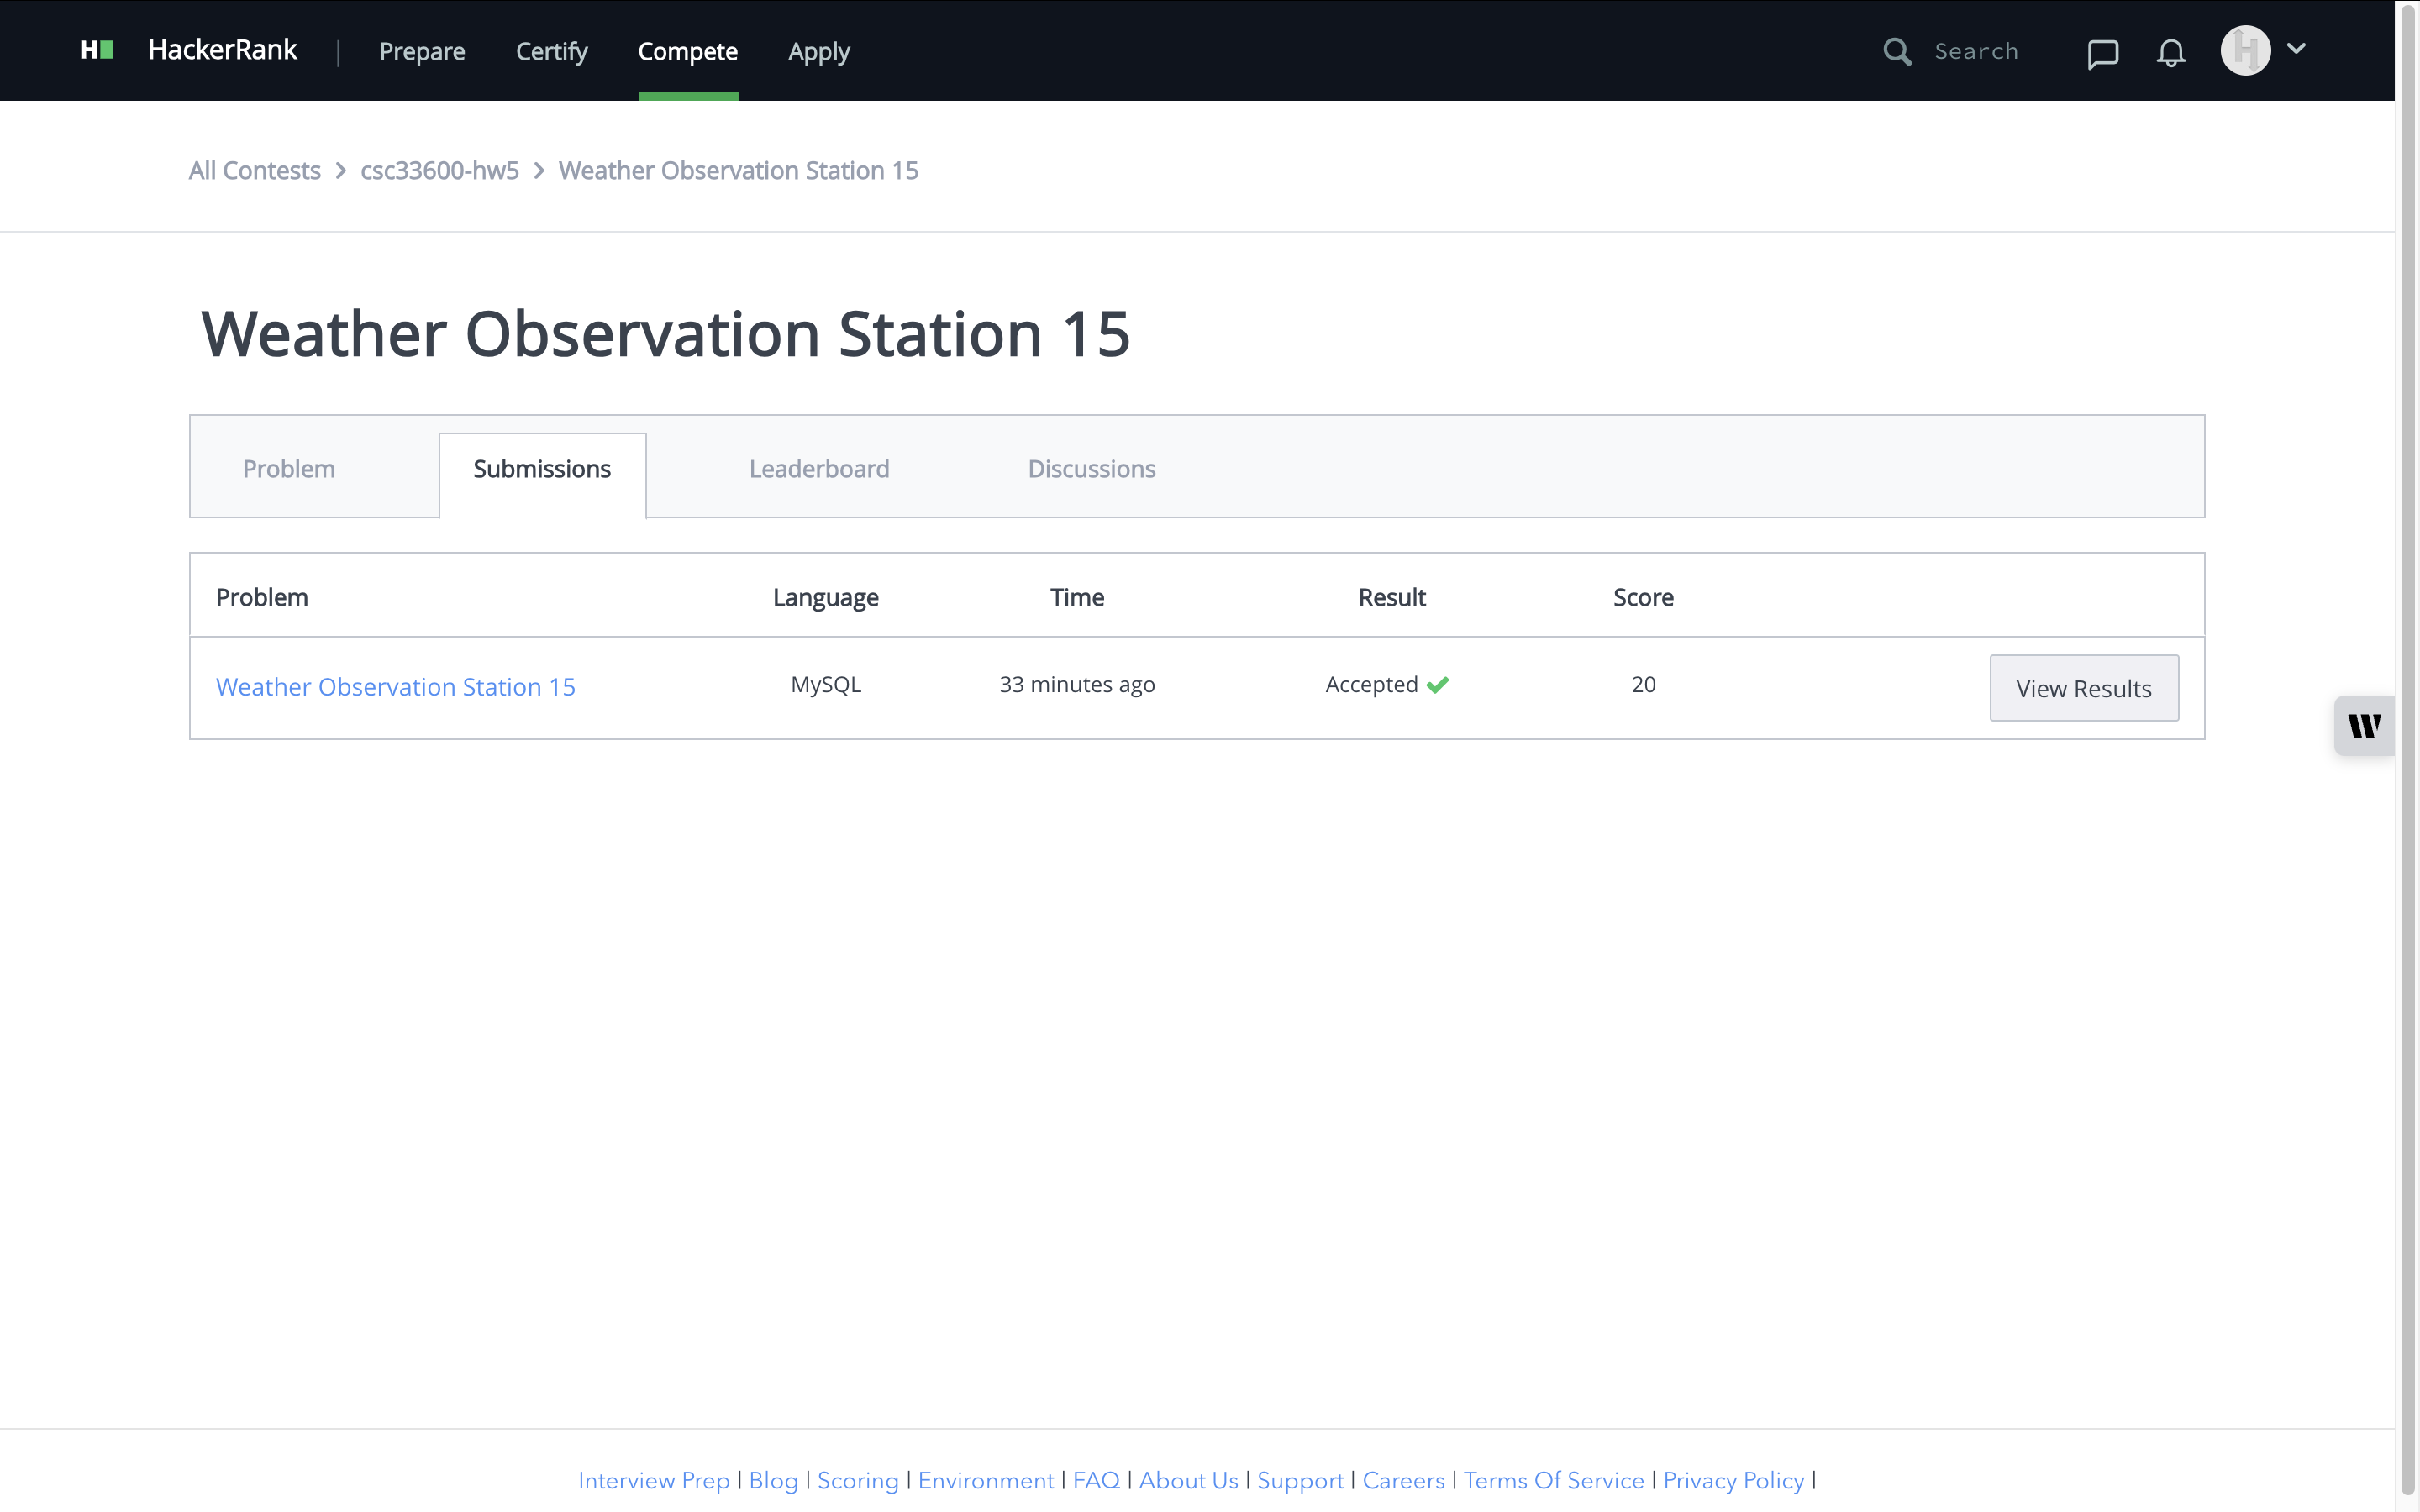 H HackerRank | Prepare Certify Compete Apply Search
All Contests > csc33600-hw5 > Weather Observation Station 15
Weather Observation Station 15
Problem Submissions Leaderboard Discussions
Problem Language Time Result Score
Weather Observation Station 15 MySQL 33 minutes ago Accepted 20 View Results
Interview Prep | Blog | Scoring | Environment | FAQ | About Us | Support | Careers | Terms Of Service | Privacy Policy |